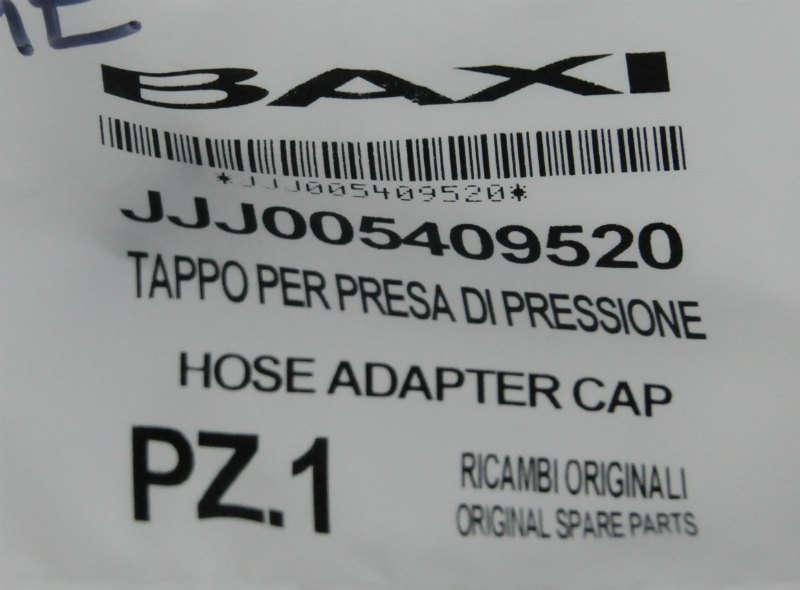 BAXI
*JJJ005409520*
JJJ005409520
TAPPO PER PRESA DI PRESSIONE
HOSE ADAPTER CAP
PZ.1
RICAMBI ORIGINALI
ORIGINAL SPARE PARTS